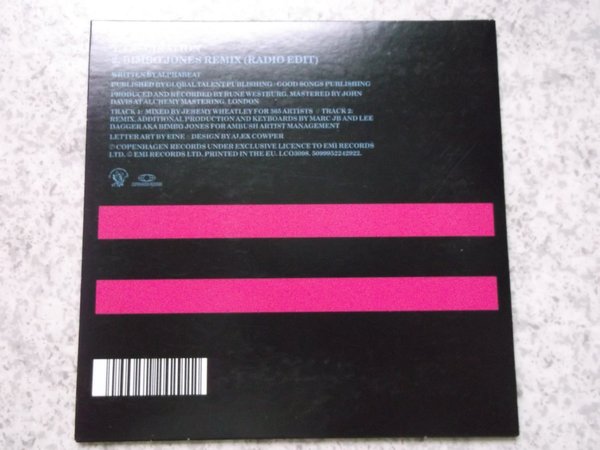 2. BIMBO JONES REMIX (RADIO EDIT)
WRITTEN BY ALPHABEAT
PUBLISHED BY GLOBAL TALENT PUBLISHING / GOOD SONGS PUBLISHING
PRODUCED AND RECORDED BY RUNE WESTBURG. MASTERED BY JOHN
DAVIS AT ALCHEMY MASTERING, LONDON
TRACK 1: MIXED BY JEREMY WHEATLEY FOR 365 ARTISTS / TRACK 2:
REMIX, ADDITIONAL PRODUCTION AND KEYBOARDS BY MARC JB AND LEE
DAGGER AKA BIMBO JONES FOR AMBUSH ARTIST MANAGEMENT
LETTER ART BY EINE / DESIGN BY ALEX COWPER
℗ COPENHAGEN RECORDS UNDER EXCLUSIVE LICENCE TO EMI RECORDS
LTD. © EMI RECORDS LTD. PRINTED IN THE EU. LC03098. 5099952242922.